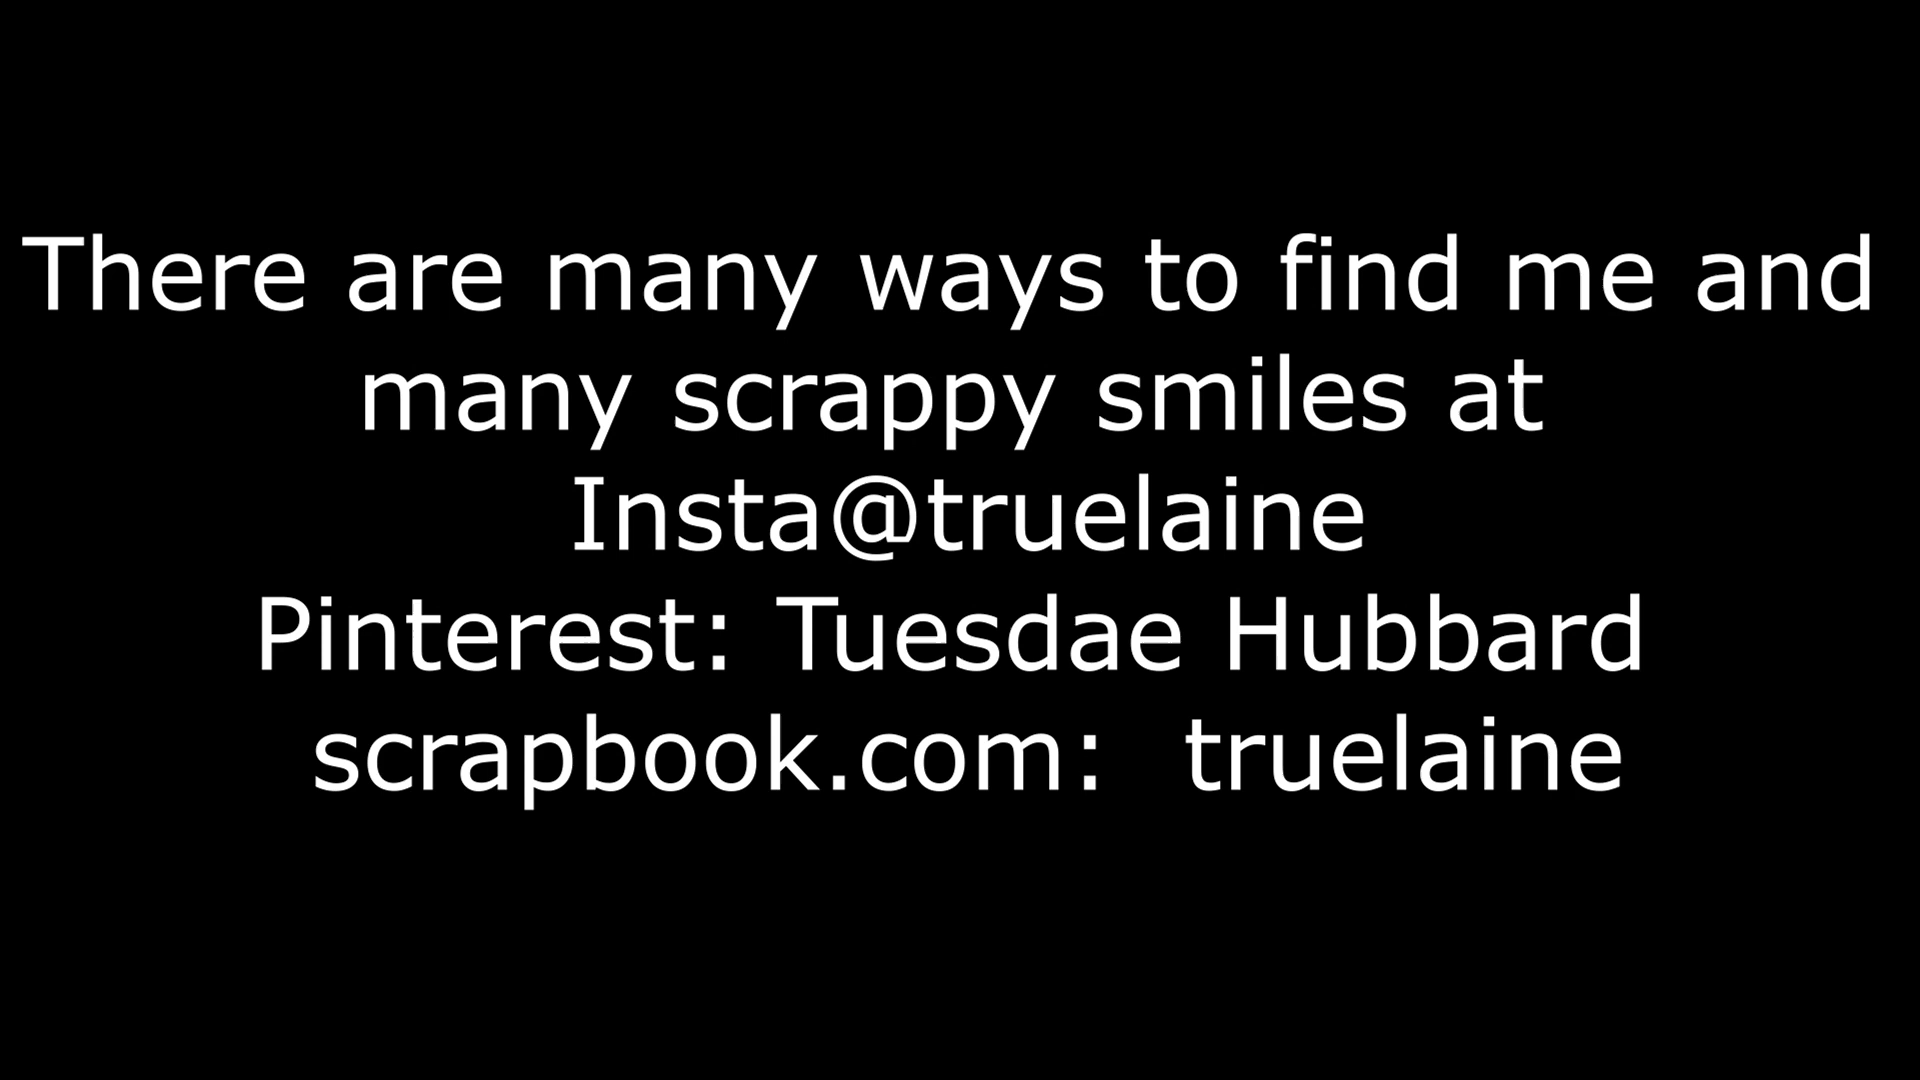 There are many ways to find me and
many scrappy smiles at
Insta@truelaine
Pinterest: Tuesdae Hubbard
scrapbook.com:  truelaine